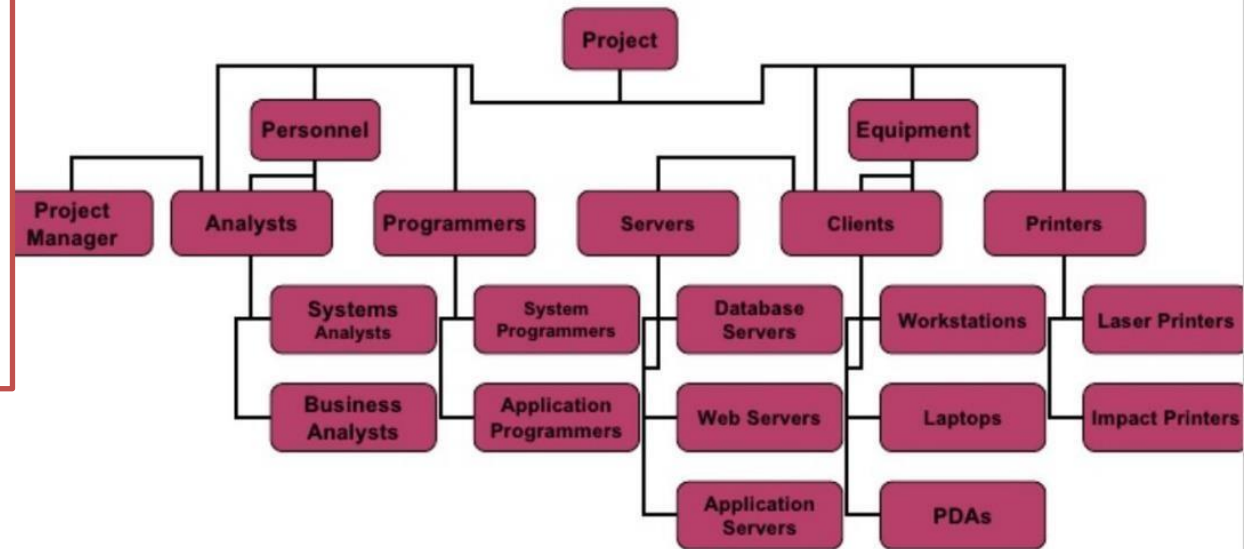 Project
Personnel
Equipment
Project
Manager
Analysts
Programmers
Servers
Clients
Printers
Systems
Analysts
System
Programmers
Database
Servers
Workstations
Laser Printers
Business
Analysts
Application
Programmers
Web Servers
Laptops
Impact Printers
Application
Servers
PDAs